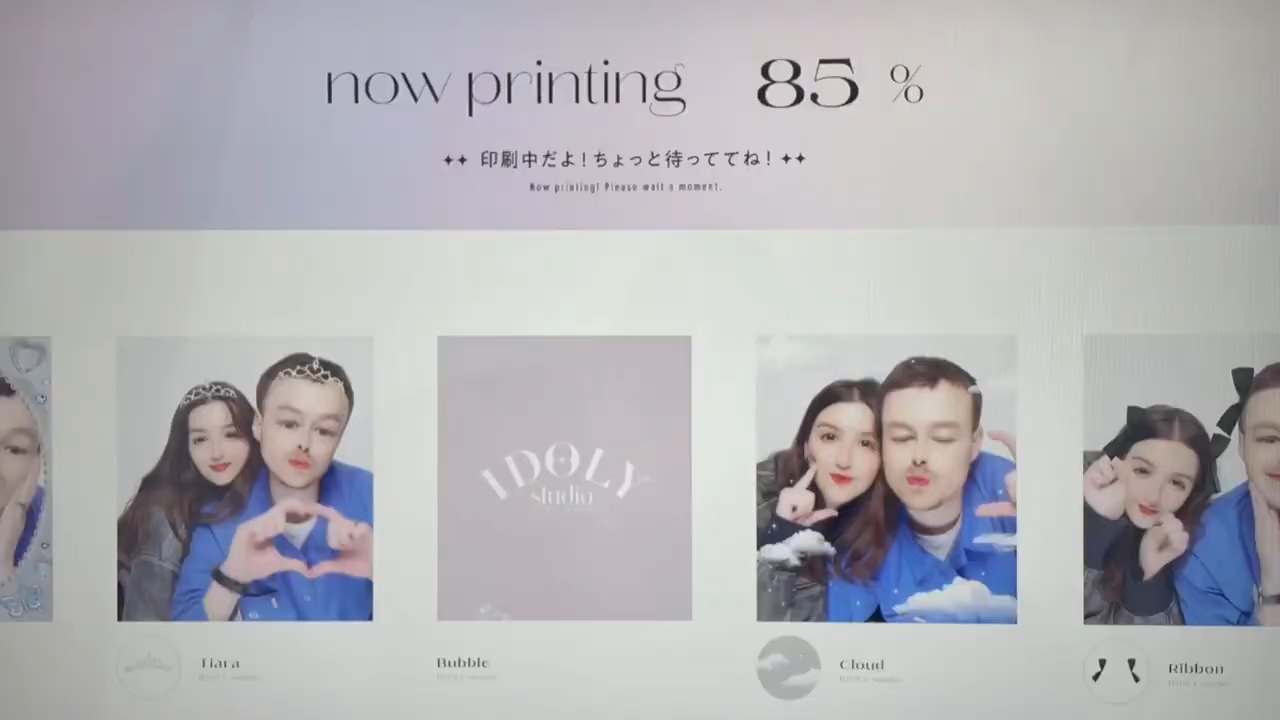 now printing 85 %
✦✦ 印刷中だよ!ちょっと待っててね! ✦✦
Now printing! Please wait a moment.
IDOLY
studio
Tiara
Bubble
Cloud
Ribbon